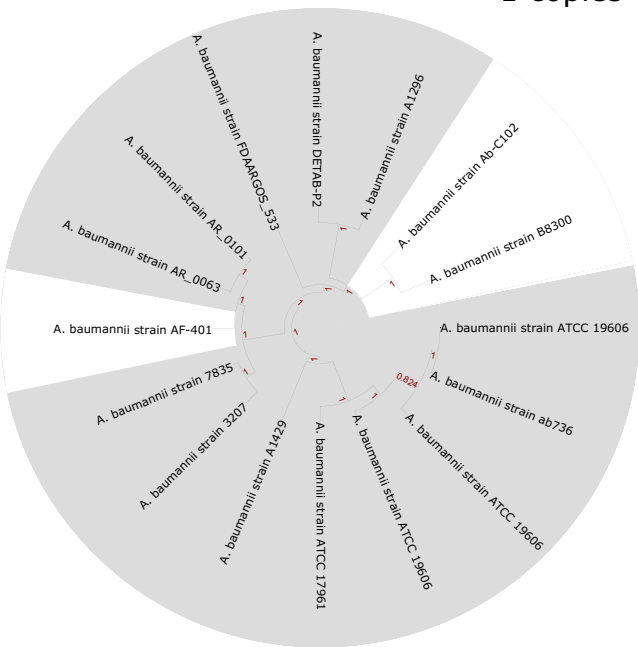 A. baumannii strain DETAB-P2
A. baumannii strain A1296
A. baumannii strain Ab-C102
A. baumannii strain B8300
A. baumannii strain ATCC 19606
A. baumannii strain ab736
A. baumannii strain ATCC 19606
A. baumannii strain ATCC 19606
A. baumannii strain ATCC 17961
A. baumannii strain A1429
A. baumannii strain 3207
A. baumannii strain 7835
A. baumannii strain AF-401
A. baumannii strain AR_0063
A. baumannii strain AR_0101
A. baumannii strain FDAARGOS_533
1
1
1
1
1
1
1
1
1
1
1
1
1
1
0.824
1